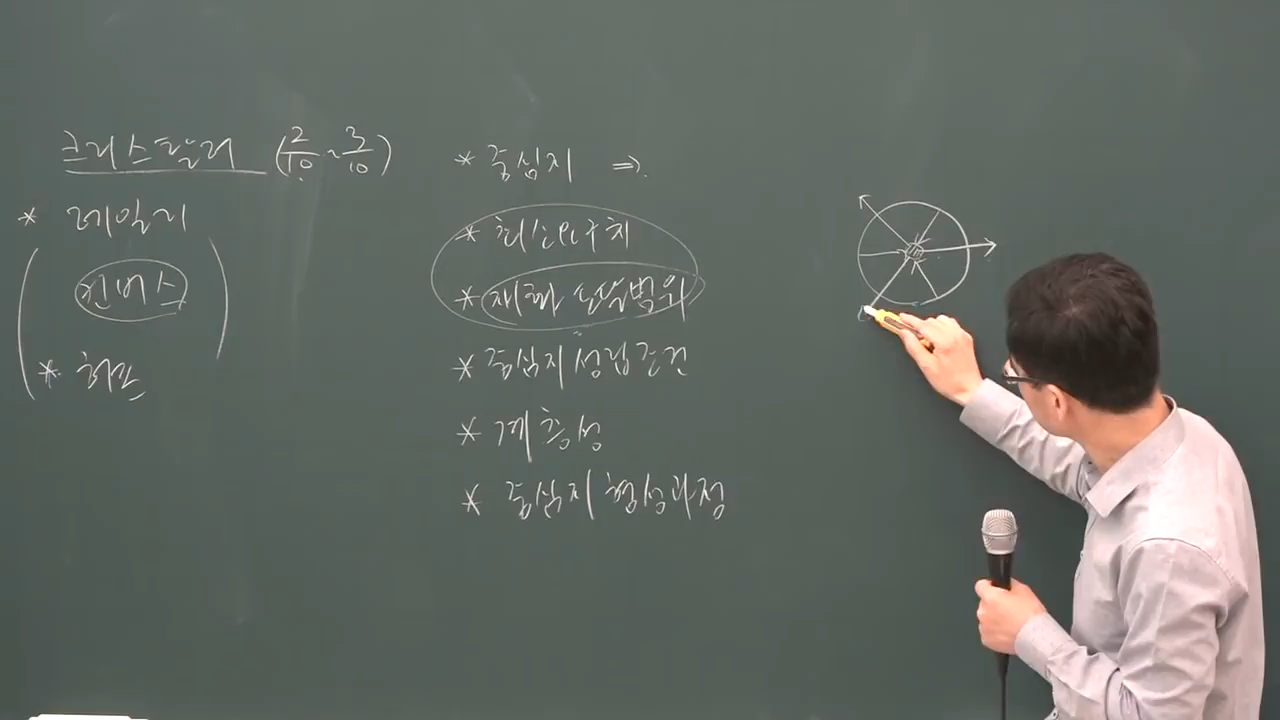 크리스탈러 (2/10 ~ 3/10)
* 레일리
(컨버스)
* 허프
* 중심지 ⇒
* 최소요구치
* 재화 도달범위
* 중심지 성립조건
* 계층성
* 중심지 형성과정